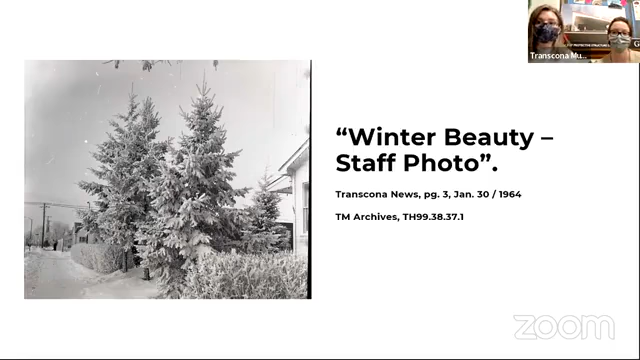 “Winter Beauty –
Staff Photo”.
Transcona News, pg. 3, Jan. 30 / 1964
TM Archives, TH99.38.37.1
Transcona Mu...
zoom